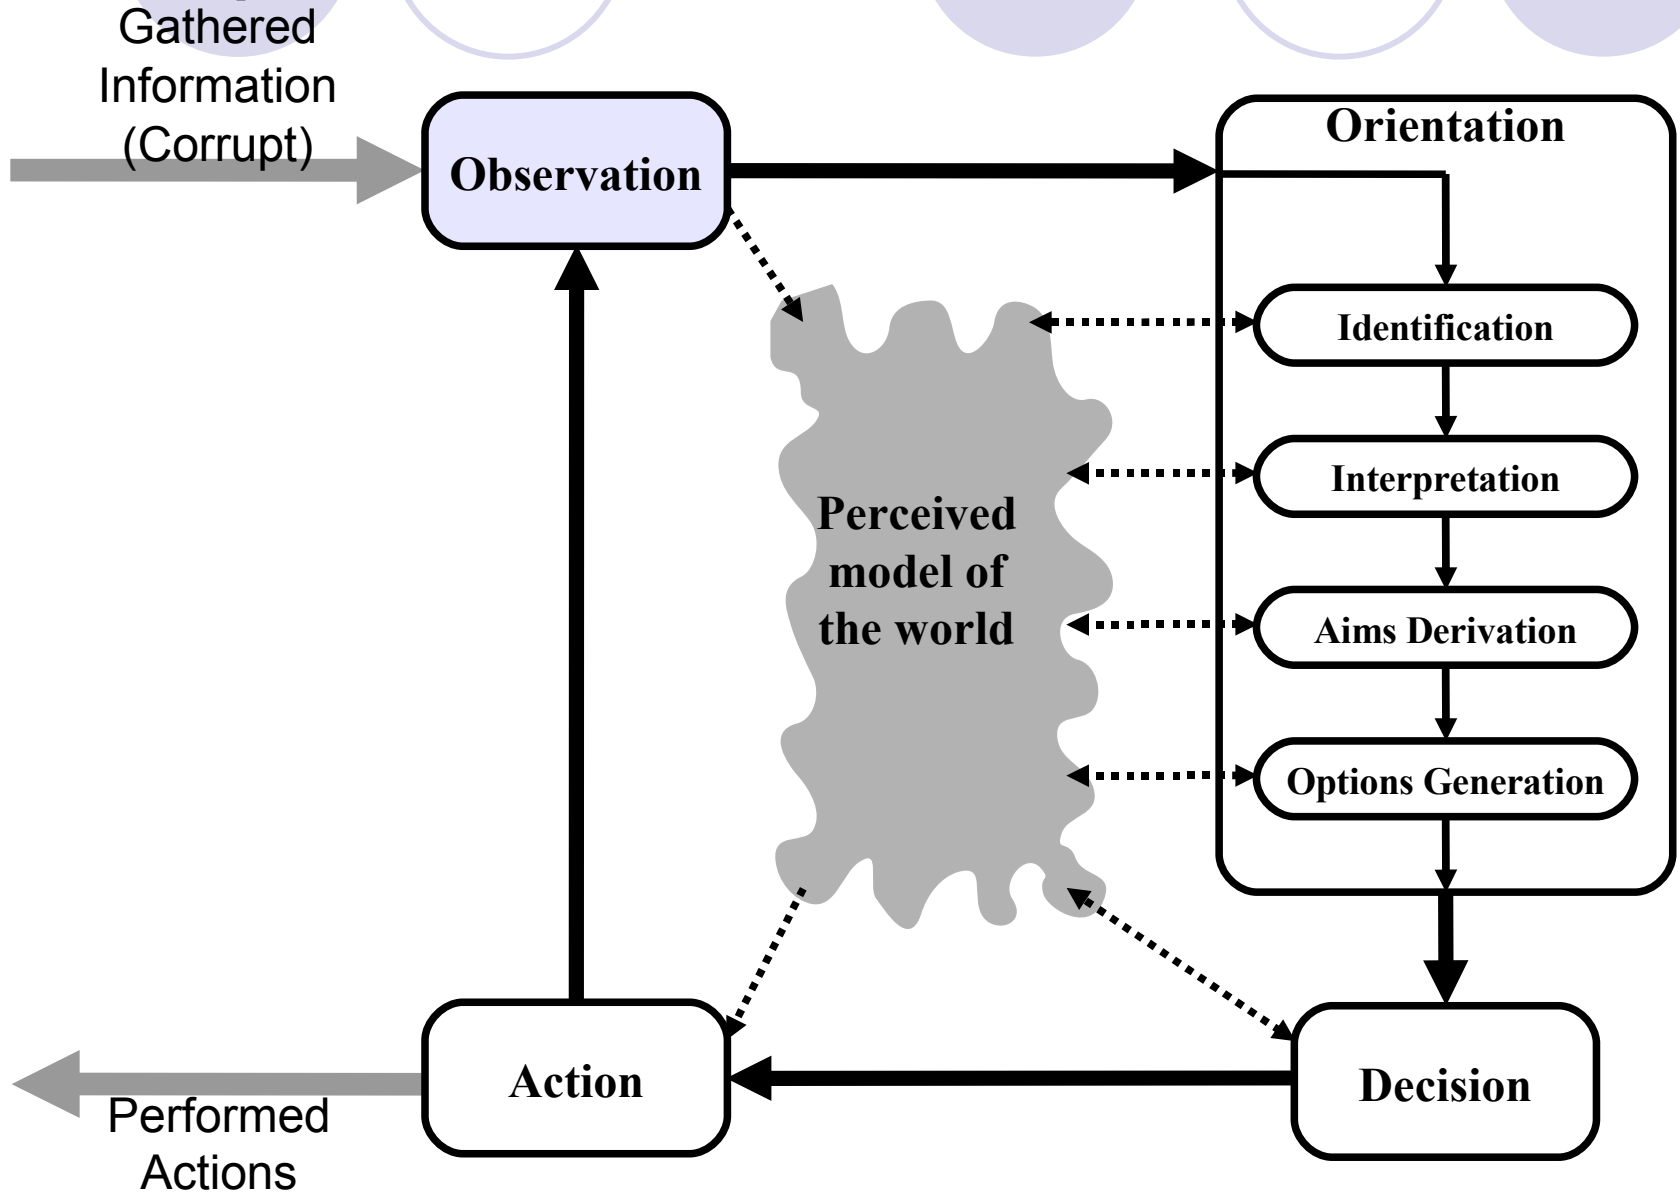 Gathered
Information
(Corrupt)
Observation
Orientation
Identification
Interpretation
Aims Derivation
Options Generation
Perceived
model of
the world
Action
Decision
Performed
Actions